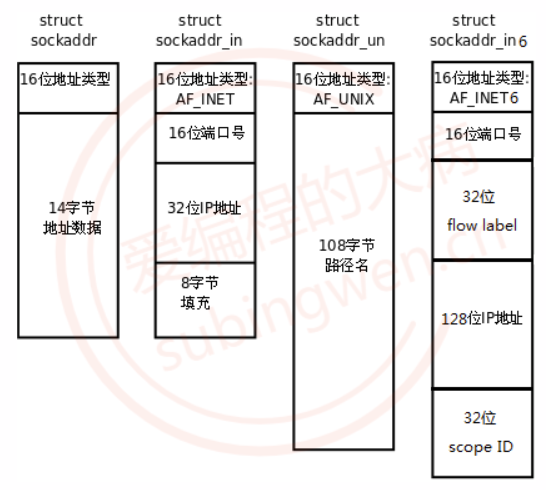 struct
sockaddr
16位地址类型
14字节
地址数据
struct
sockaddr_in
16位地址类型:
AF_INET
16位端口号
32位IP地址
8字节
填充
struct
sockaddr_un
16位地址类型:
AF_UNIX
108字节
路径名
struct
sockaddr_in6
16位地址类型:
AF_INET6
16位端口号
32位
flow label
128位IP地址
32位
scope ID
爱编程的大丙
subingwen.cn